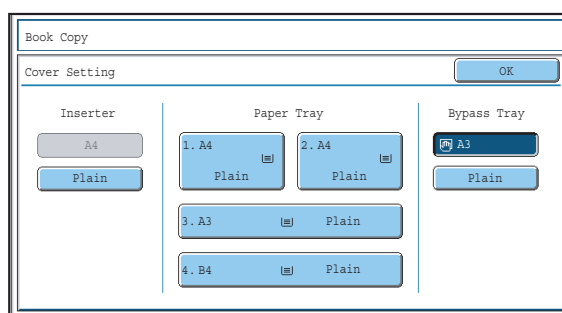 Book Copy
Cover Setting
OK
Inserter
Paper Tray
Bypass Tray
A4
Plain
1. A4
Plain
2. A4
Plain
3. A3 Plain
4. B4 Plain
A3
Plain